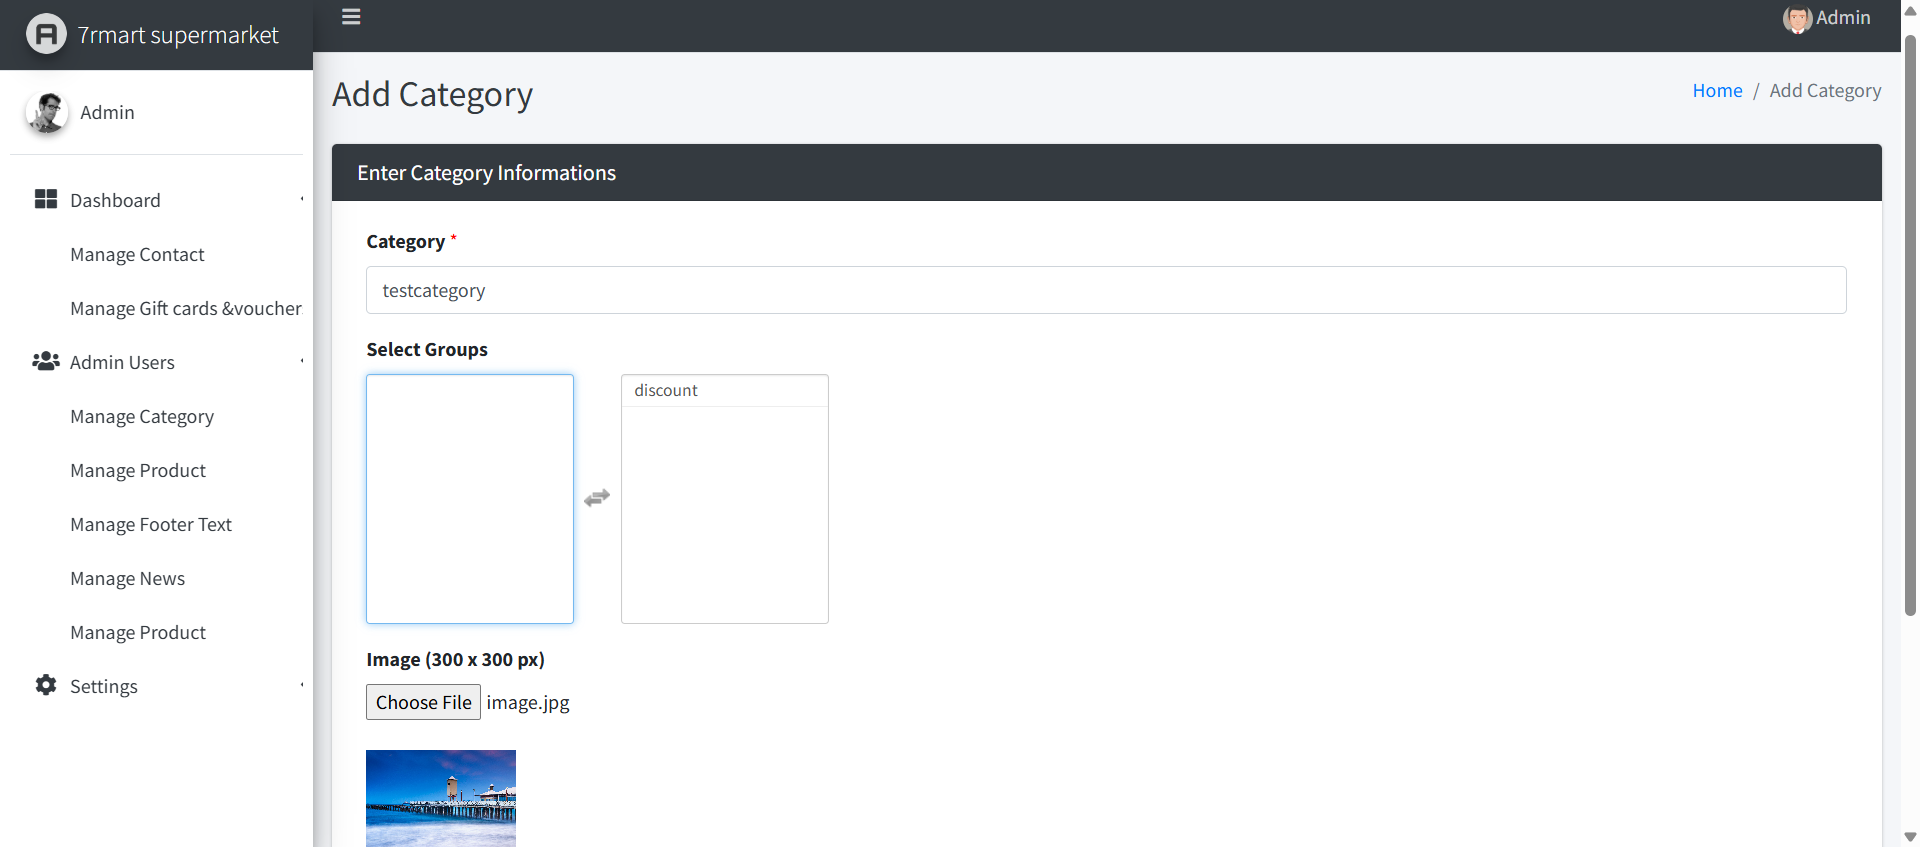 7rmart supermarket
Admin
Admin
Dashboard
Manage Contact
Manage Gift cards &voucher
Admin Users
Manage Category
Manage Product
Manage Footer Text
Manage News
Manage Product
Settings
Add Category
Home / Add Category
Enter Category Informations
Category *
testcategory
Select Groups
discount
Image (300 x 300 px)
Choose File image.jpg